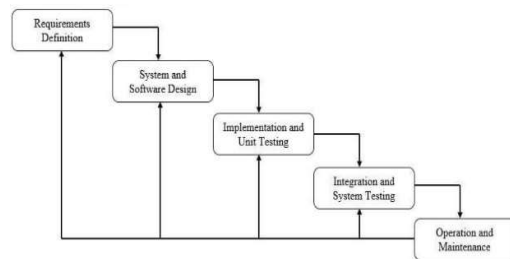 Requirements
Definition
System and
Software Design
Implementation and
Unit Testing
Integration and
System Testing
Operation and
Maintenance